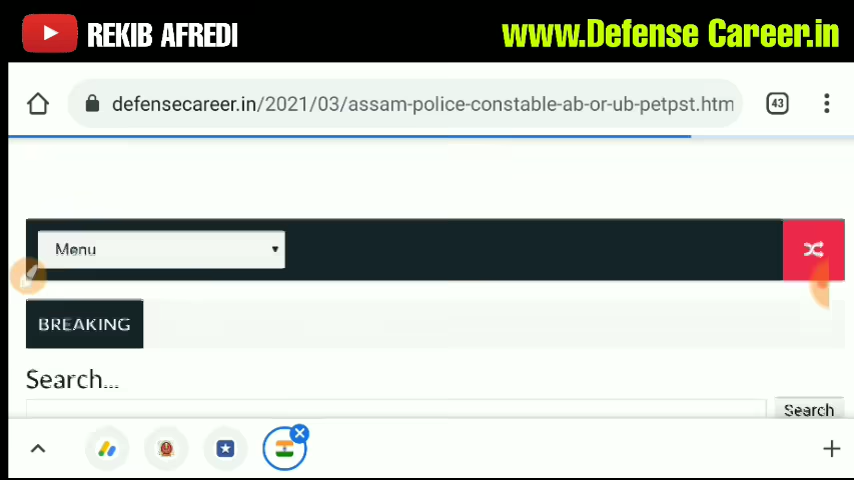 REKIB AFREDI
www.Defense Career.in
defensecareer.in/2021/03/assam-police-constable-ab-or-ub-petpst.htm
43
Menu
BREAKING
Search...
Search